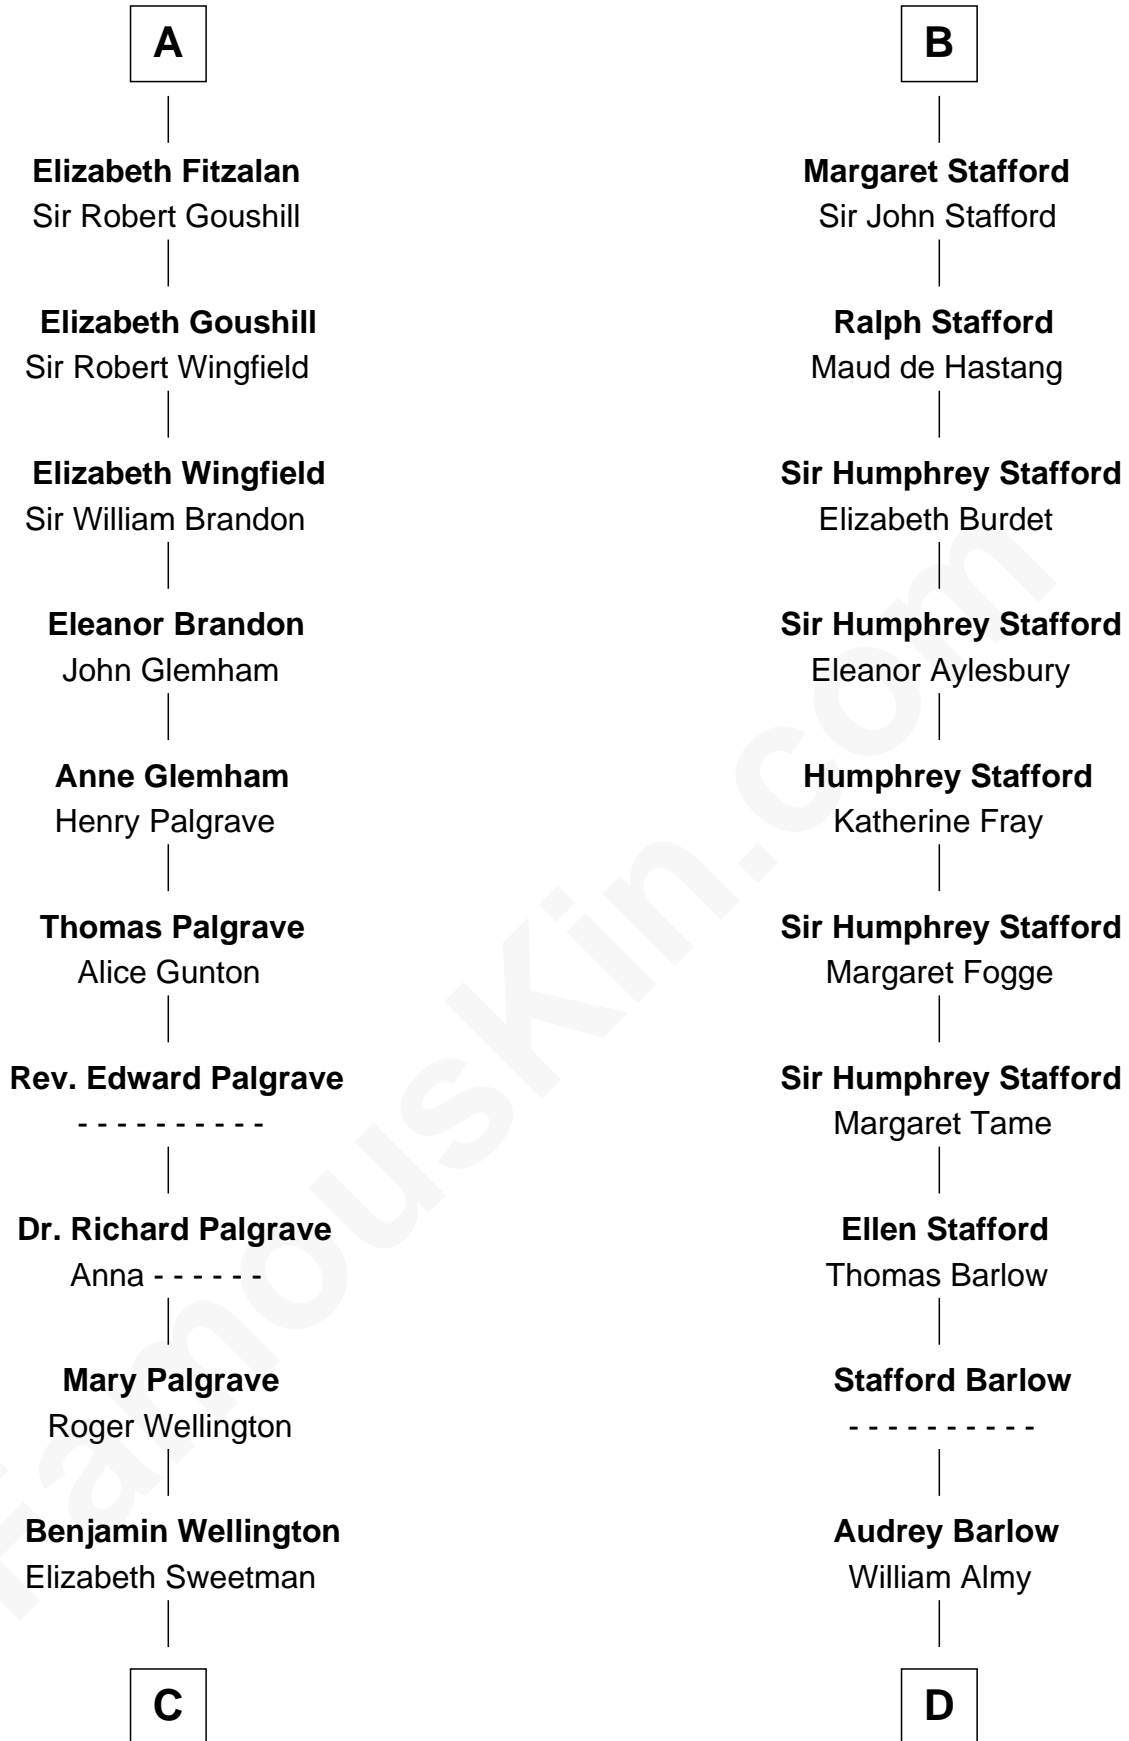 A
Elizabeth Fitzalan
Sir Robert Goushill
Elizabeth Goushill
Sir Robert Wingfield
Elizabeth Wingfield
Sir William Brandon
Eleanor Brandon
John Glemham
Anne Glemham
Henry Palgrave
Thomas Palgrave
Alice Gunton
Rev. Edward Palgrave
- - - - - - - - - -
Dr. Richard Palgrave
Anna - - - - - -
Mary Palgrave
Roger Wellington
Benjamin Wellington
Elizabeth Sweetman
C
B
Margaret Stafford
Sir John Stafford
Ralph Stafford
Maud de Hastang
Sir Humphrey Stafford
Elizabeth Burdet
Sir Humphrey Stafford
Eleanor Aylesbury
Humphrey Stafford
Katherine Fray
Sir Humphrey Stafford
Margaret Fogge
Sir Humphrey Stafford
Margaret Tame
Ellen Stafford
Thomas Barlow
Stafford Barlow
- - - - - - - - - -
Audrey Barlow
William Almy
D
FamousKin.com